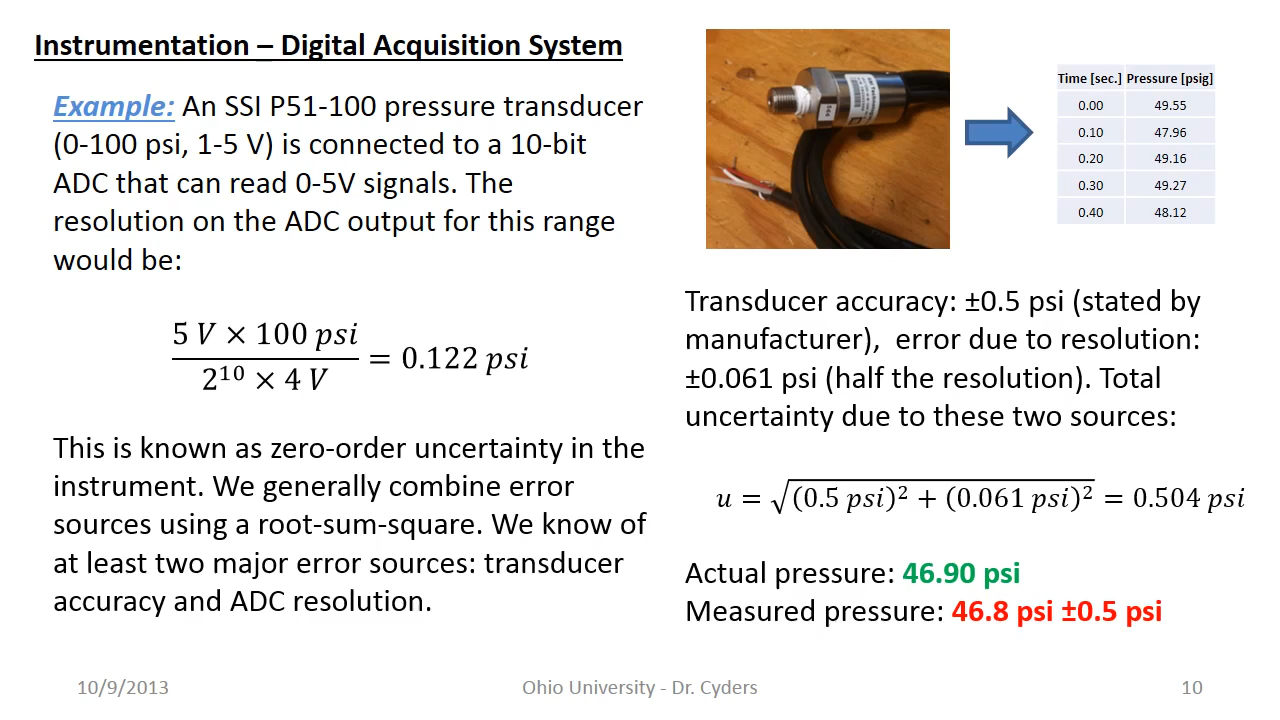 Instrumentation – Digital Acquisition System
Example: An SSI P51-100 pressure transducer
(0-100 psi, 1-5 V) is connected to a 10-bit
ADC that can read 0-5V signals. The
resolution on the ADC output for this range
would be:
5 V × 100 psi
2^10 × 4 V
= 0.122 psi
This is known as zero-order uncertainty in the
instrument. We generally combine error
sources using a root-sum-square. We know of
at least two major error sources: transducer
accuracy and ADC resolution.
Time [sec.] Pressure [psig]
0.00 49.55
0.10 47.96
0.20 49.16
0.30 49.27
0.40 48.12
Transducer accuracy: ±0.5 psi (stated by
manufacturer), error due to resolution:
±0.061 psi (half the resolution). Total
uncertainty due to these two sources:
u = √(0.5 psi)² + (0.061 psi)² = 0.504 psi
Actual pressure: 46.90 psi
Measured pressure: 46.8 psi ±0.5 psi
10/9/2013
Ohio University - Dr. Cyders
10